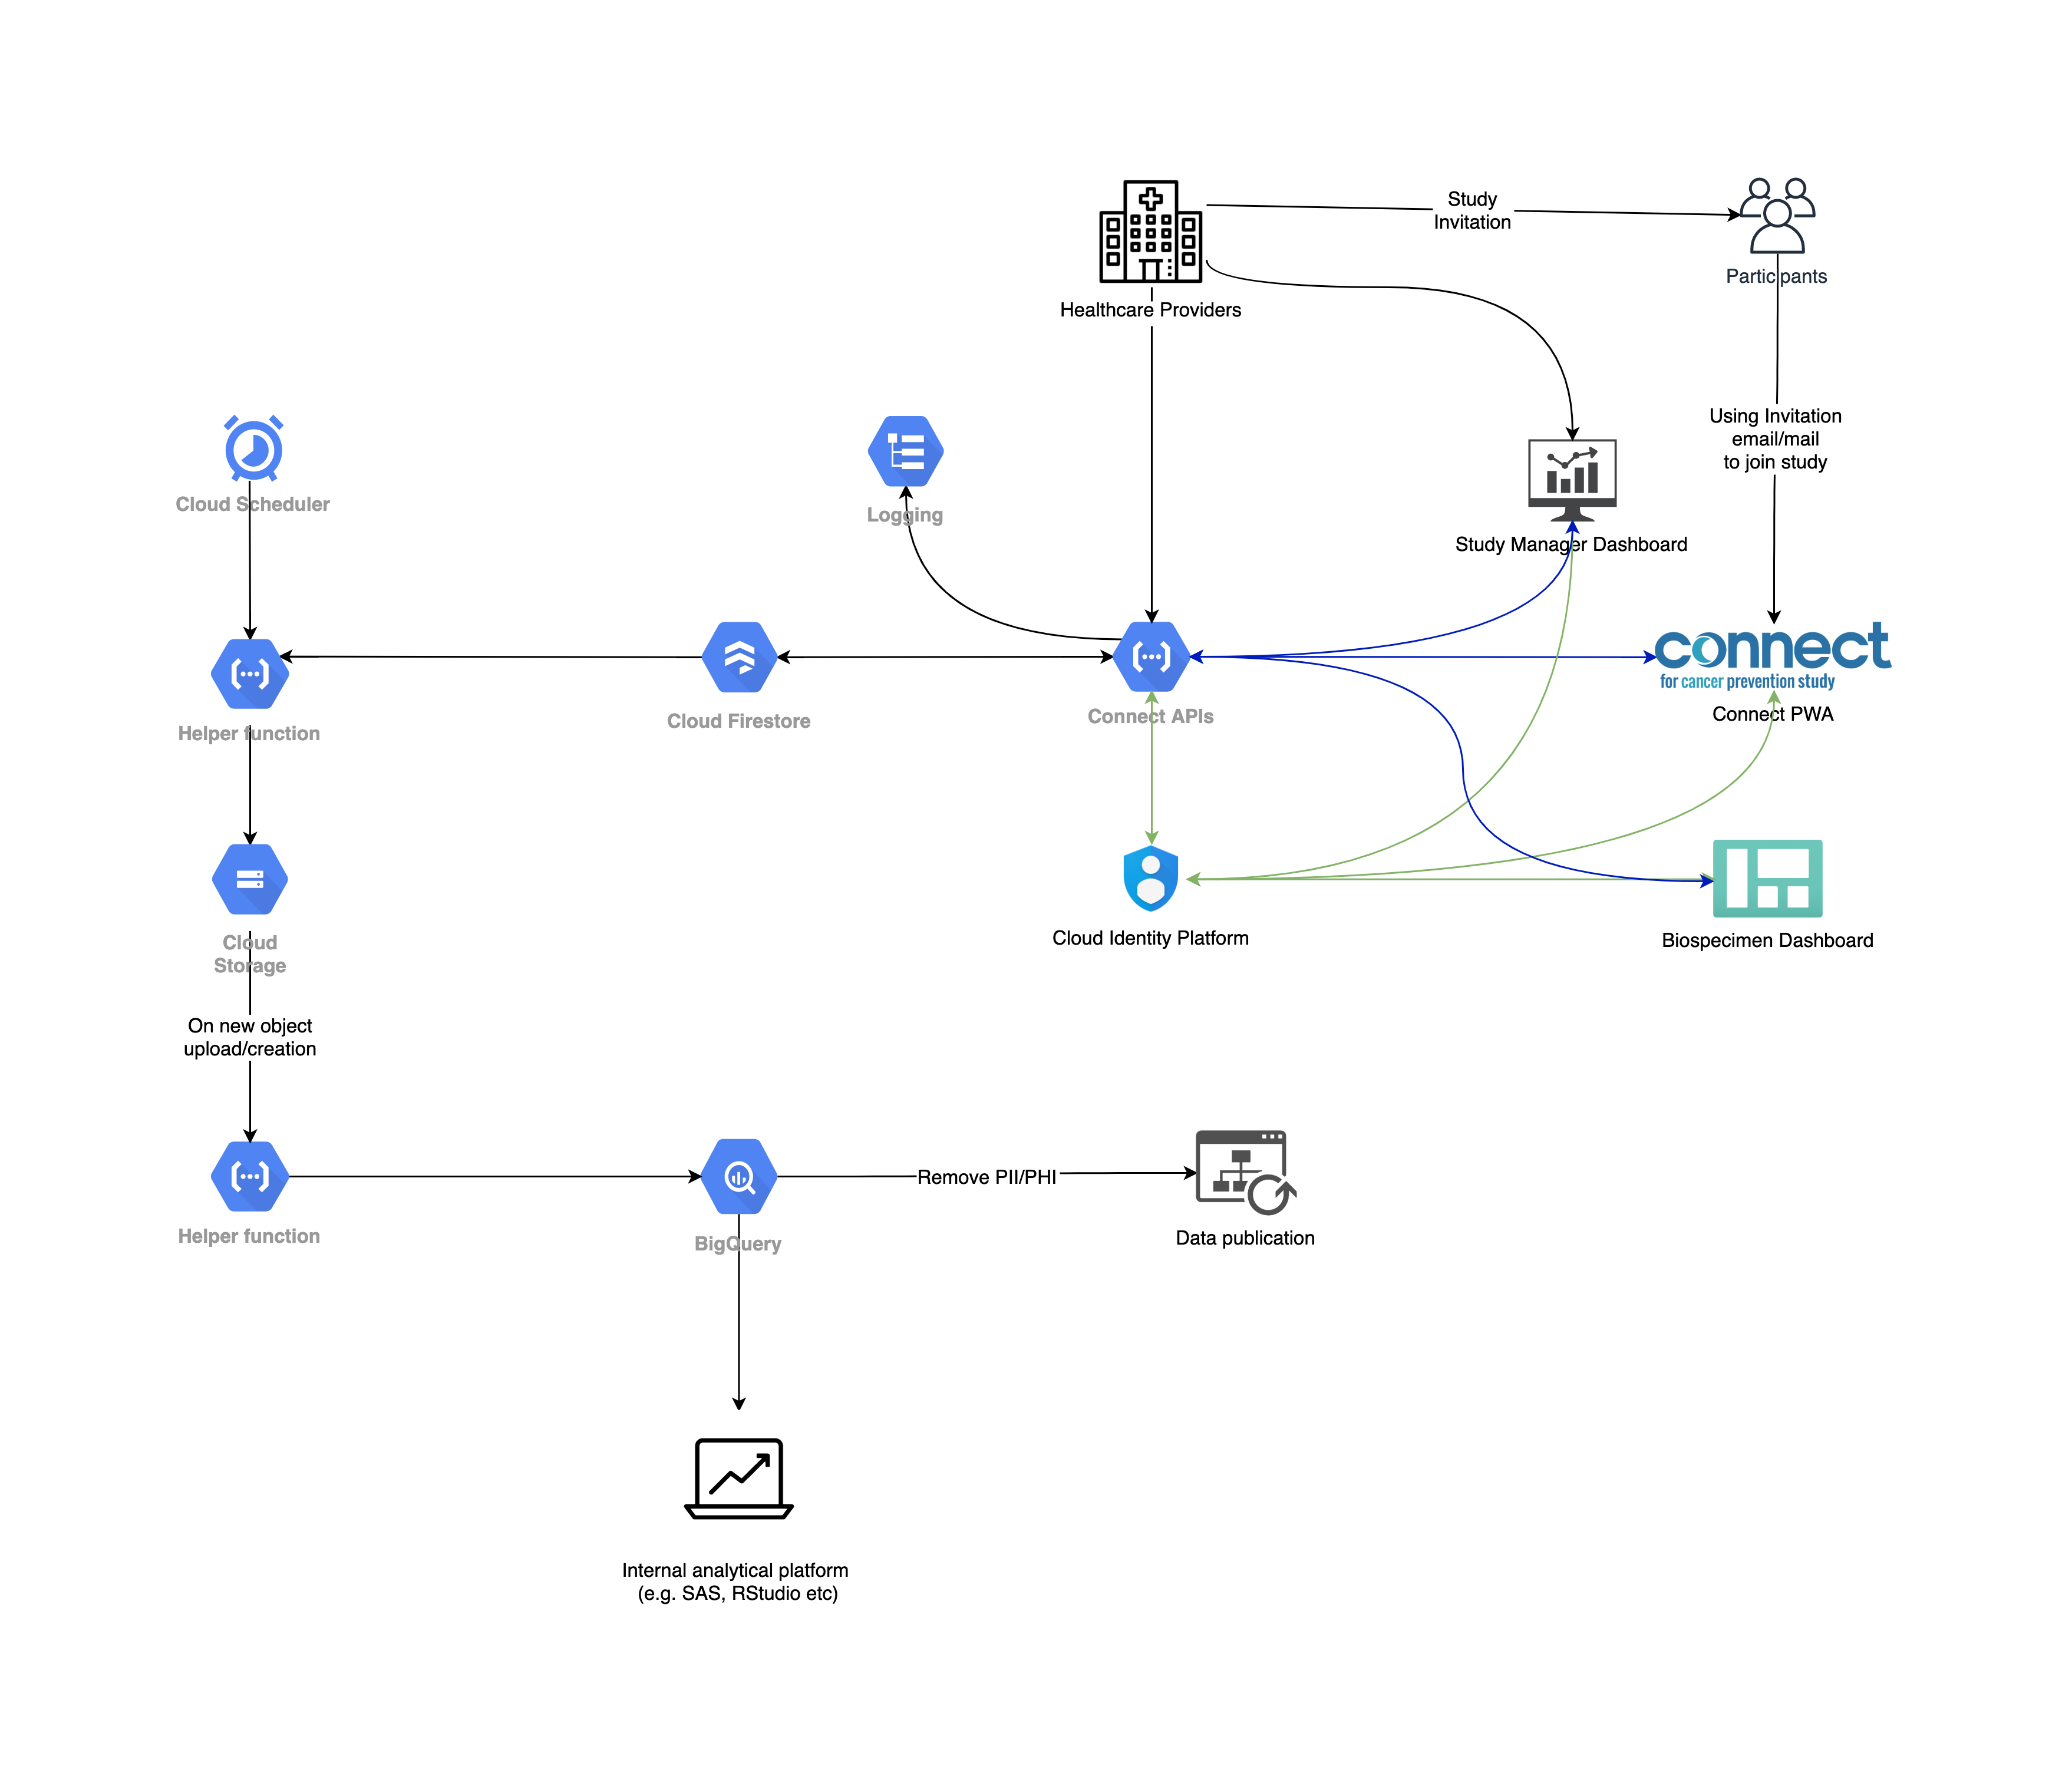 Study
Invitation
Participants
Healthcare Providers
Using Invitation
email/mail
to join study
Cloud Scheduler
Logging
Study Manager Dashboard
connect
for cancer prevention study
Connect PWA
Helper function
Cloud Firestore
Connect APIs
Cloud
Storage
Cloud Identity Platform
Biospecimen Dashboard
On new object
upload/creation
Helper function
BigQuery
Remove PII/PHI
Data publication
Internal analytical platform
(e.g. SAS, RStudio etc)